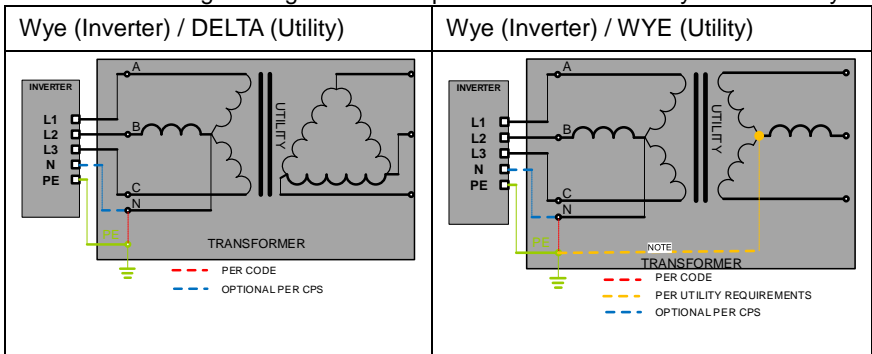 Wye (Inverter) / DELTA (Utility)
INVERTER
L1
L2
L3
N
PE
A
B
C
N
PE
UTILITY
TRANSFORMER
PER CODE
OPTIONAL PER CPS
Wye (Inverter) / WYE (Utility)
INVERTER
L1
L2
L3
N
PE
A
B
C
N
PE
UTILITY
NOTE
TRANSFORMER
PER CODE
PER UTILITY REQUIREMENTS
OPTIONAL PER CPS